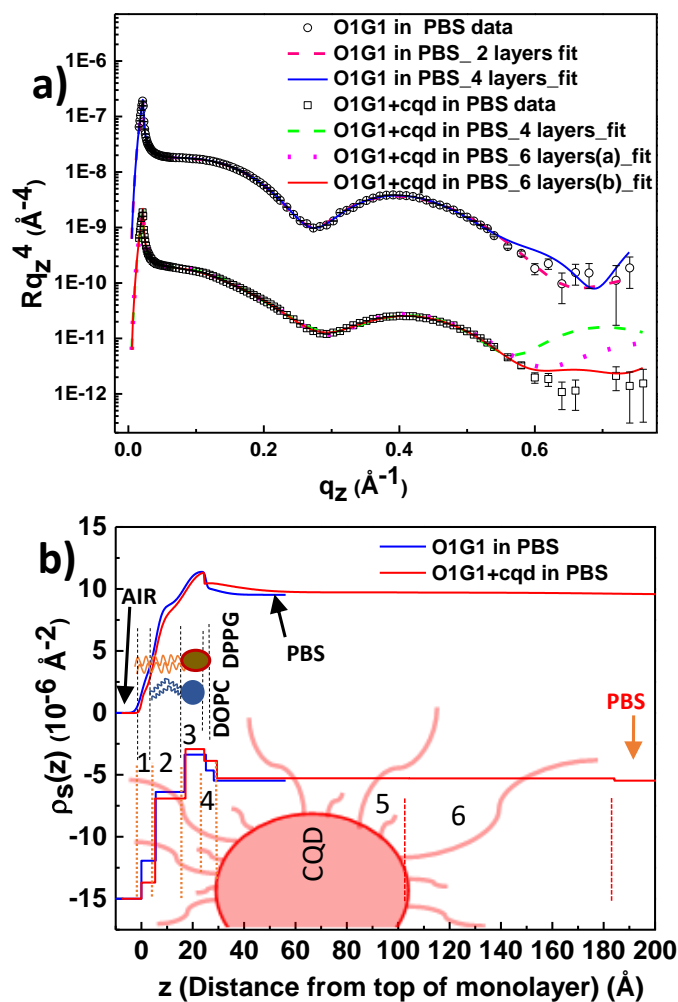 a)
O1G1 in PBS data
O1G1 in PBS_ 2 layers fit
O1G1 in PBS_4 layers_fit
O1G1+cqd in PBS data
O1G1+cqd in PBS_4 layers_fit
O1G1+cqd in PBS_6 layers(a)_fit
O1G1+cqd in PBS_6 layers(b)_fit
1E-6
1E-7
1E-8
1E-9
1E-10
1E-11
1E-12
Rqz^4 (Å^-4)
0.0 0.2 0.4 0.6
qz (Å^-1)
b)
O1G1 in PBS
O1G1+cqd in PBS
AIR
PBS
DPPG
DOPC
PBS
1 2 3 4 5 6
CQD
15
10
5
0
-5
-10
-15
ρs(z) (10^-6 Å^-2)
0 20 40 60 80 100 120 140 160 180 200
z (Distance from top of monolayer) (Å)